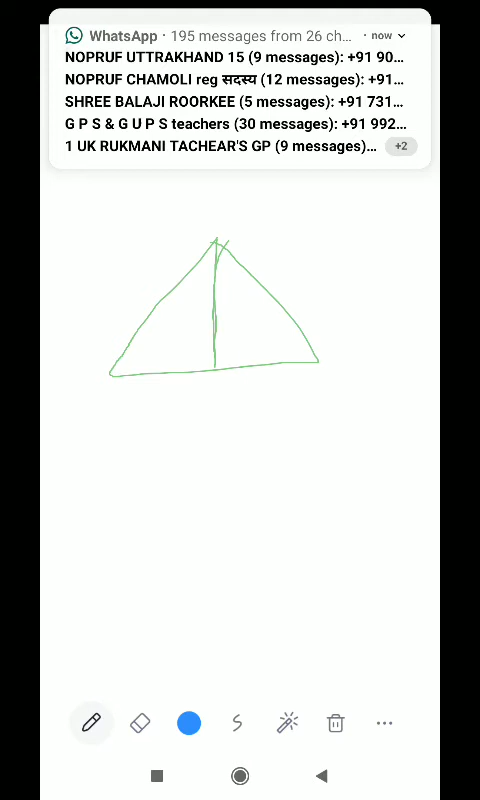 WhatsApp · 195 messages from 26 ch... · now
NOPRUF UTTRAKHAND 15 (9 messages): +91 90...
NOPRUF CHAMOLI reg सदस्य (12 messages): +91...
SHREE BALAJI ROORKEE (5 messages): +91 731...
G P S & G U P S teachers (30 messages): +91 992...
1 UK RUKMANI TACHEAR'S GP (9 messages)... +2